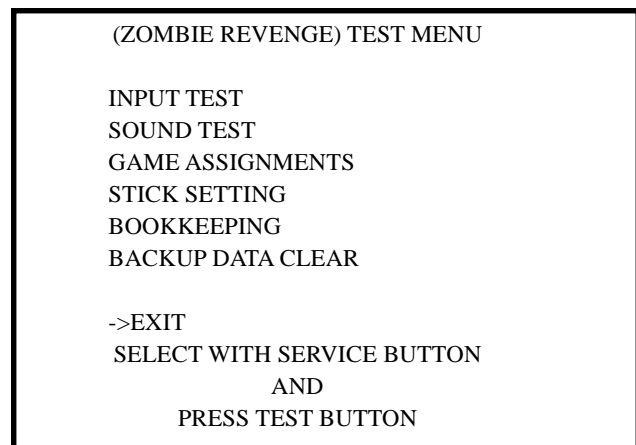 (ZOMBIE REVENGE) TEST MENU
INPUT TEST
SOUND TEST
GAME ASSIGNMENTS
STICK SETTING
BOOKKEEPING
BACKUP DATA CLEAR
->EXIT
SELECT WITH SERVICE BUTTON
AND
PRESS TEST BUTTON